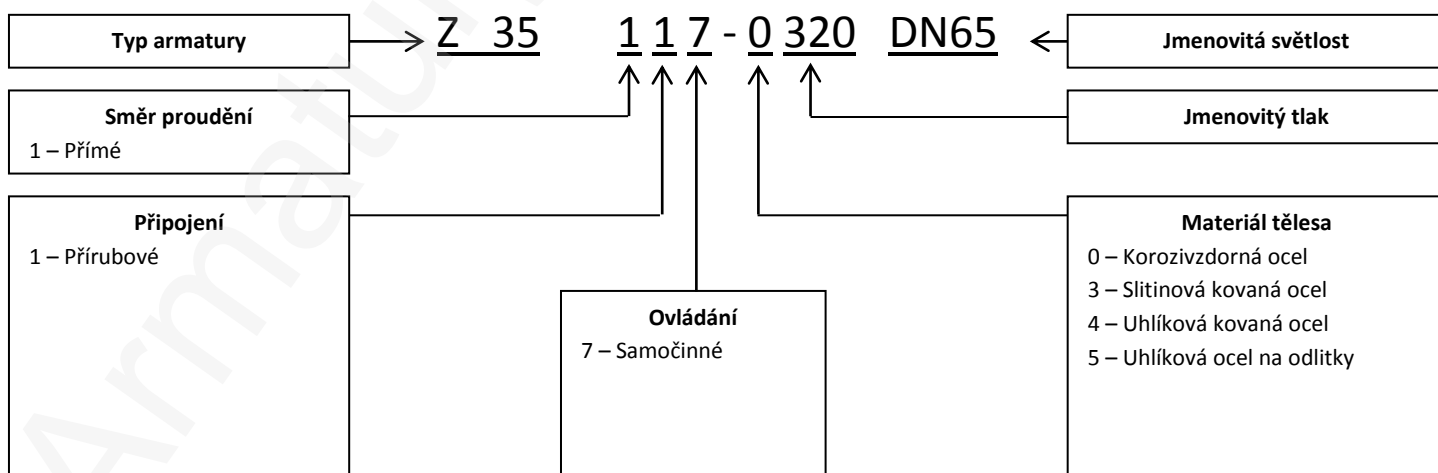 Typ armatury
Z 35 1 1 7 - 0 320 DN65
Jmenovitá světlost
Směr proudění
1 – Přímé
Jmenovitý tlak
Připojení
1 – Přírubové
Materiál tělesa
0 – Korozivzdorná ocel
3 – Slitinová kovaná ocel
4 – Uhlíková kovaná ocel
5 – Uhlíková ocel na odlitky
Ovládání
7 – Samočinné